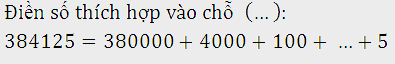 Điền số thích hợp vào chỗ (...):
384125 = 380000 + 4000 + 100 + ... + 5